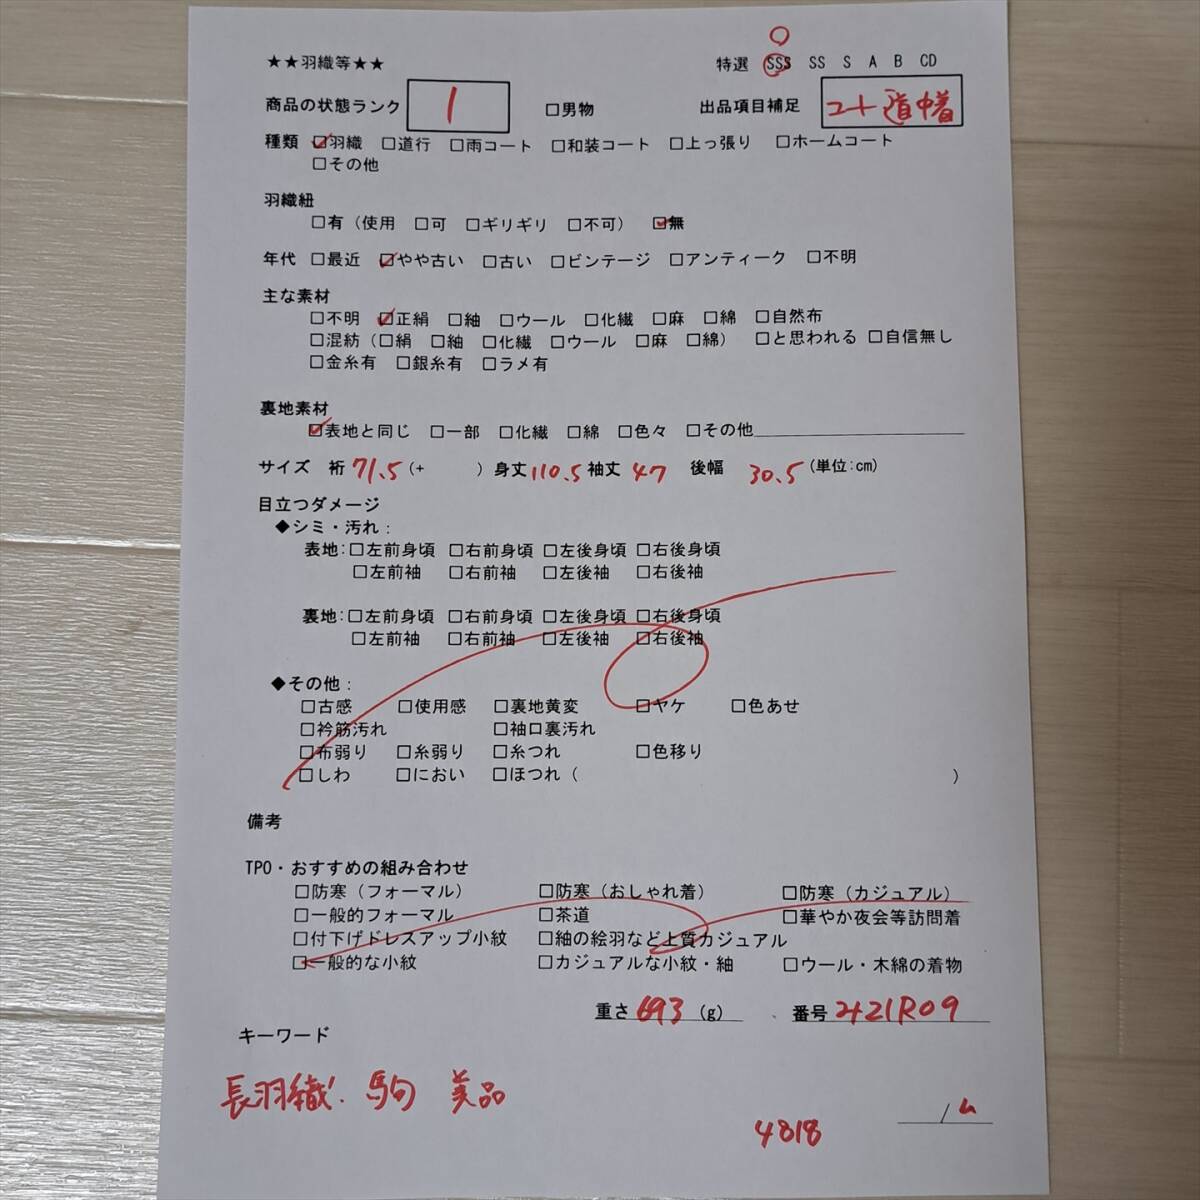 ★★羽織等★★ 特選 SSS SS S A B CD
商品の状態ランク 1 □男物 出品項目補足 コート道中着
種類 ☑羽織 □道行 □雨コート □和装コート □上っ張り □ホームコート
□その他
羽織紐
□有（使用 □可 □ギリギリ □不可） ☑無
年代 □最近 ☑やや古い □古い □ビンテージ □アンティーク □不明
主な素材
□不明 ☑正絹 □紬 □ウール □化繊 □麻 □綿 □自然布
□混紡（□絹 □紬 □化繊 □ウール □麻 □綿） □と思われる □自信無し
□金糸有 □銀糸有 □ラメ有
裏地素材
☑表地と同じ □一部 □化繊 □綿 □色々 □その他
サイズ 裄 71.5 (+ ) 身丈 110.5 袖丈 47 後幅 30.5 (単位:cm)
目立つダメージ
◆シミ・汚れ：
表地:□左前身頃 □右前身頃 □左後身頃 □右後身頃
□左前袖 □右前袖 □左後袖 □右後袖
裏地:□左前身頃 □右前身頃 □左後身頃 □右後身頃
□左前袖 □右前袖 □左後袖 □右後袖
◆その他：
□古感 □使用感 □裏地黄変 □ヤケ □色あせ
□衿筋汚れ □袖口裏汚れ
□布弱り □糸弱り □糸つれ □色移り
□しわ □におい □ほつれ（ ）
備考
TPO・おすすめの組み合わせ
□防寒（フォーマル） □防寒（おしゃれ着） □防寒（カジュアル）
□一般的フォーマル □茶道 □華やか夜会等訪問着
□付下げドレスアップ小紋 □紬の絵羽など上質カジュアル
□一般的な小紋 □カジュアルな小紋・紬 □ウール・木綿の着物
重さ 693 (g) 番号 2421R09
キーワード
長羽織. 駒 美品
4818